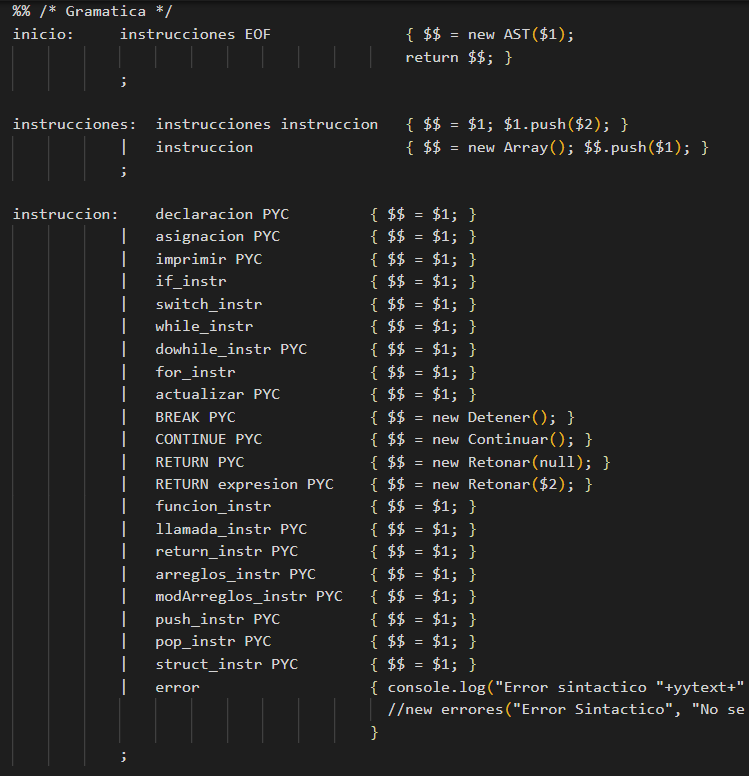 %% /* Gramatica */
inicio:     instrucciones EOF               { $$ = new AST($1);
                                            return $$; }
            ;
instrucciones:  instrucciones instruccion   { $$ = $1; $1.push($2); }
            |   instruccion                 { $$ = new Array(); $$.push($1); }
            ;
instruccion:    declaracion PYC         { $$ = $1; }
            |   asignacion PYC          { $$ = $1; }
            |   imprimir PYC            { $$ = $1; }
            |   if_instr                { $$ = $1; }
            |   switch_instr            { $$ = $1; }
            |   while_instr             { $$ = $1; }
            |   dowhile_instr PYC       { $$ = $1; }
            |   for_instr               { $$ = $1; }
            |   actualizar PYC          { $$ = $1; }
            |   BREAK PYC               { $$ = new Detener(); }
            |   CONTINUE PYC            { $$ = new Continuar(); }
            |   RETURN PYC              { $$ = new Retonar(null); }
            |   RETURN expresion PYC    { $$ = new Retonar($2); }
            |   funcion_instr           { $$ = $1; }
            |   llamada_instr PYC       { $$ = $1; }
            |   return_instr PYC        { $$ = $1; }
            |   arreglos_instr PYC      { $$ = $1; }
            |   modArreglos_instr PYC   { $$ = $1; }
            |   push_instr PYC          { $$ = $1; }
            |   pop_instr PYC           { $$ = $1; }
            |   struct_instr PYC        { $$ = $1; }
            |   error                   { console.log("Error sintactico "+yytext+"
                                          //new errores("Error Sintactico", "No se
                                        }
            ;